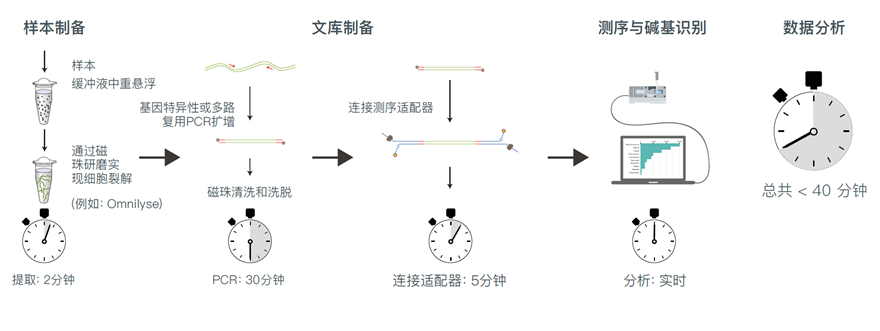 样本制备
文库制备
测序与碱基识别
数据分析
样本
缓冲液中重悬浮
通过磁
珠研磨实
现细胞裂解
(例如: Omnilyse)
提取: 2分钟
基因特异性或多路
复用PCR扩增
磁珠清洗和洗脱
PCR: 30分钟
连接测序适配器
连接适配器: 5分钟
分析: 实时
总共 < 40 分钟